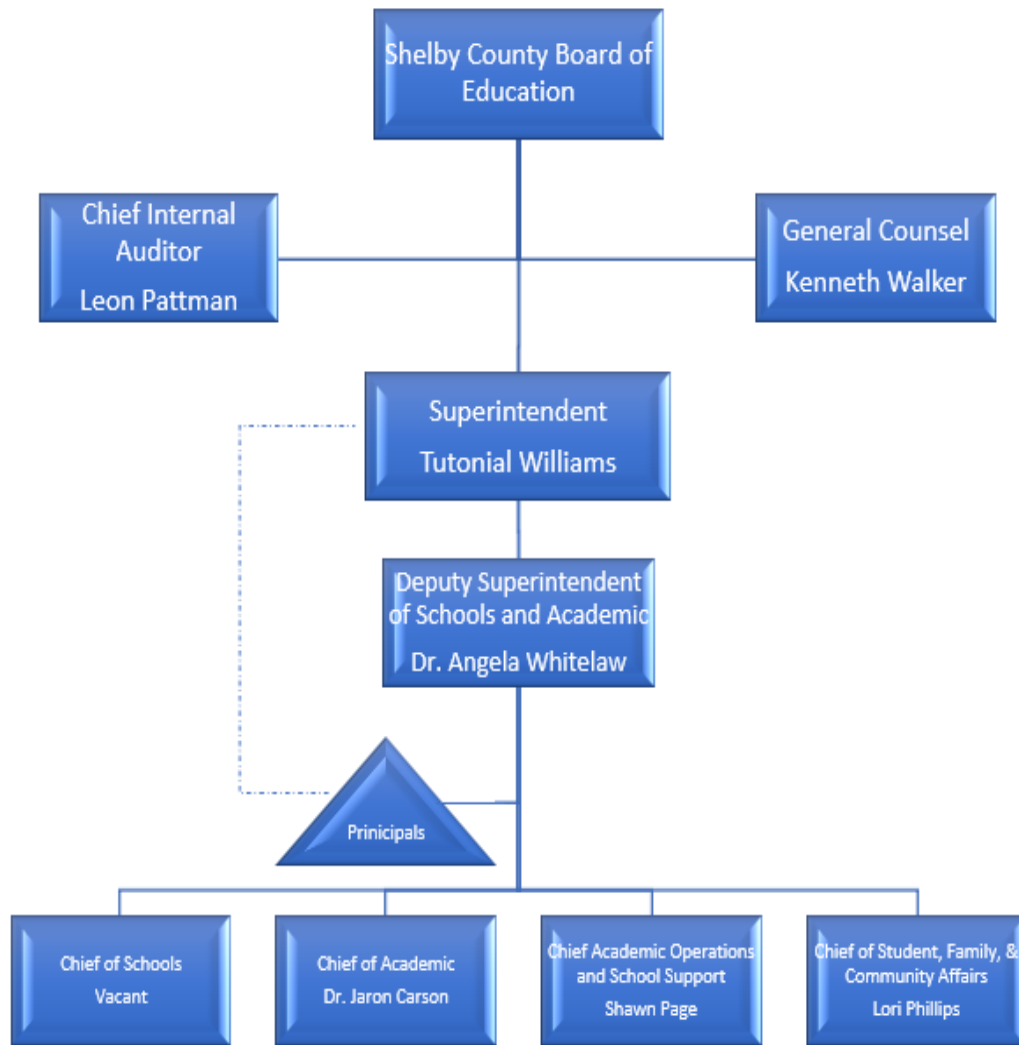 Shelby County Board of
Education
Chief Internal
Auditor
Leon Pattman
General Counsel
Kenneth Walker
Superintendent
Tutonial Williams
Deputy Superintendent
of Schools and Academic
Dr. Angela Whitelaw
Prinicipals
Chief of Schools
Vacant
Chief of Academic
Dr. Jaron Carson
Chief Academic Operations
and School Support
Shawn Page
Chief of Student, Family, &
Community Affairs
Lori Phillips